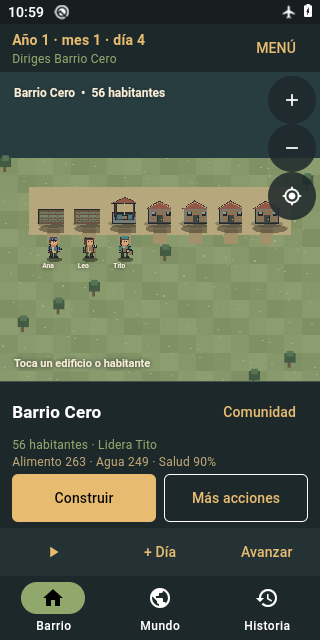 10:59
Año 1 · mes 1 · día 4
Diriges Barrio Cero
MENÚ
Barrio Cero • 56 habitantes
Ana
Leo
Tito
Toca un edificio o habitante
Barrio Cero
Comunidad
56 habitantes · Lidera Tito
Alimento 263 · Agua 249 · Salud 90%
Construir
Más acciones
+ Día
Avanzar
Barrio
Mundo
Historia